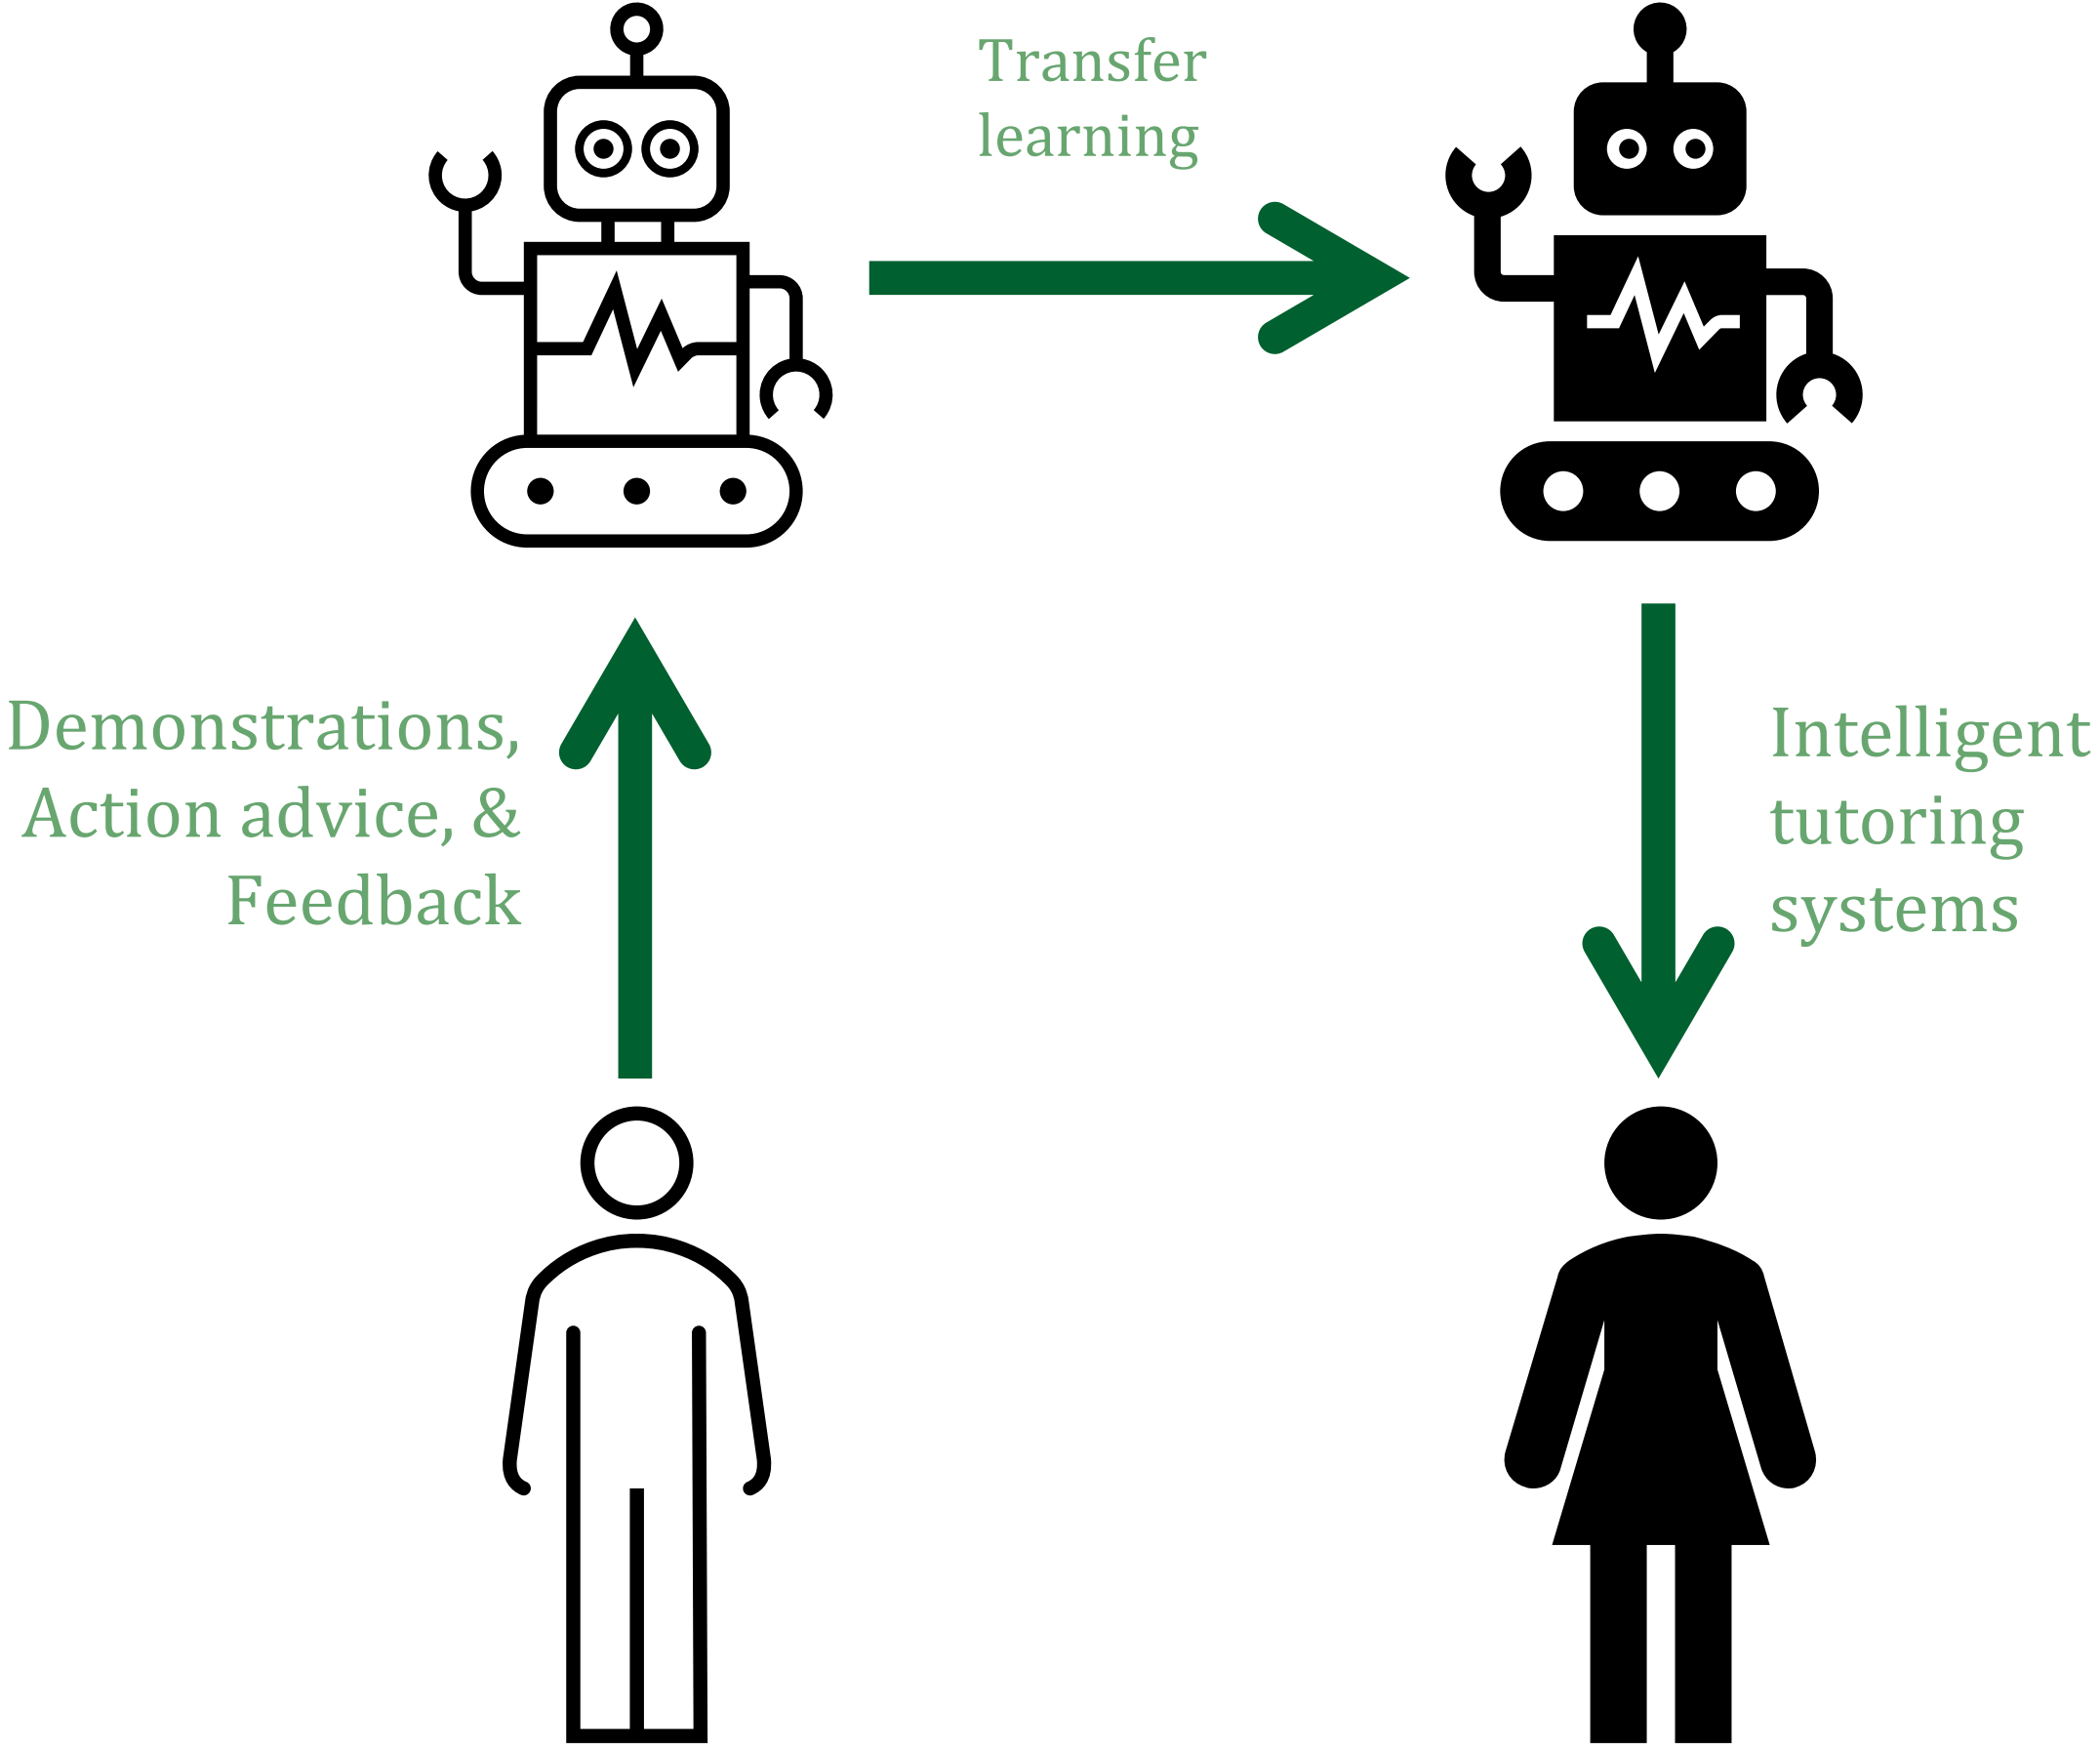 Transfer
learning
Demonstrations,
Action advice, &
Feedback
Intelligent
tutoring
systems